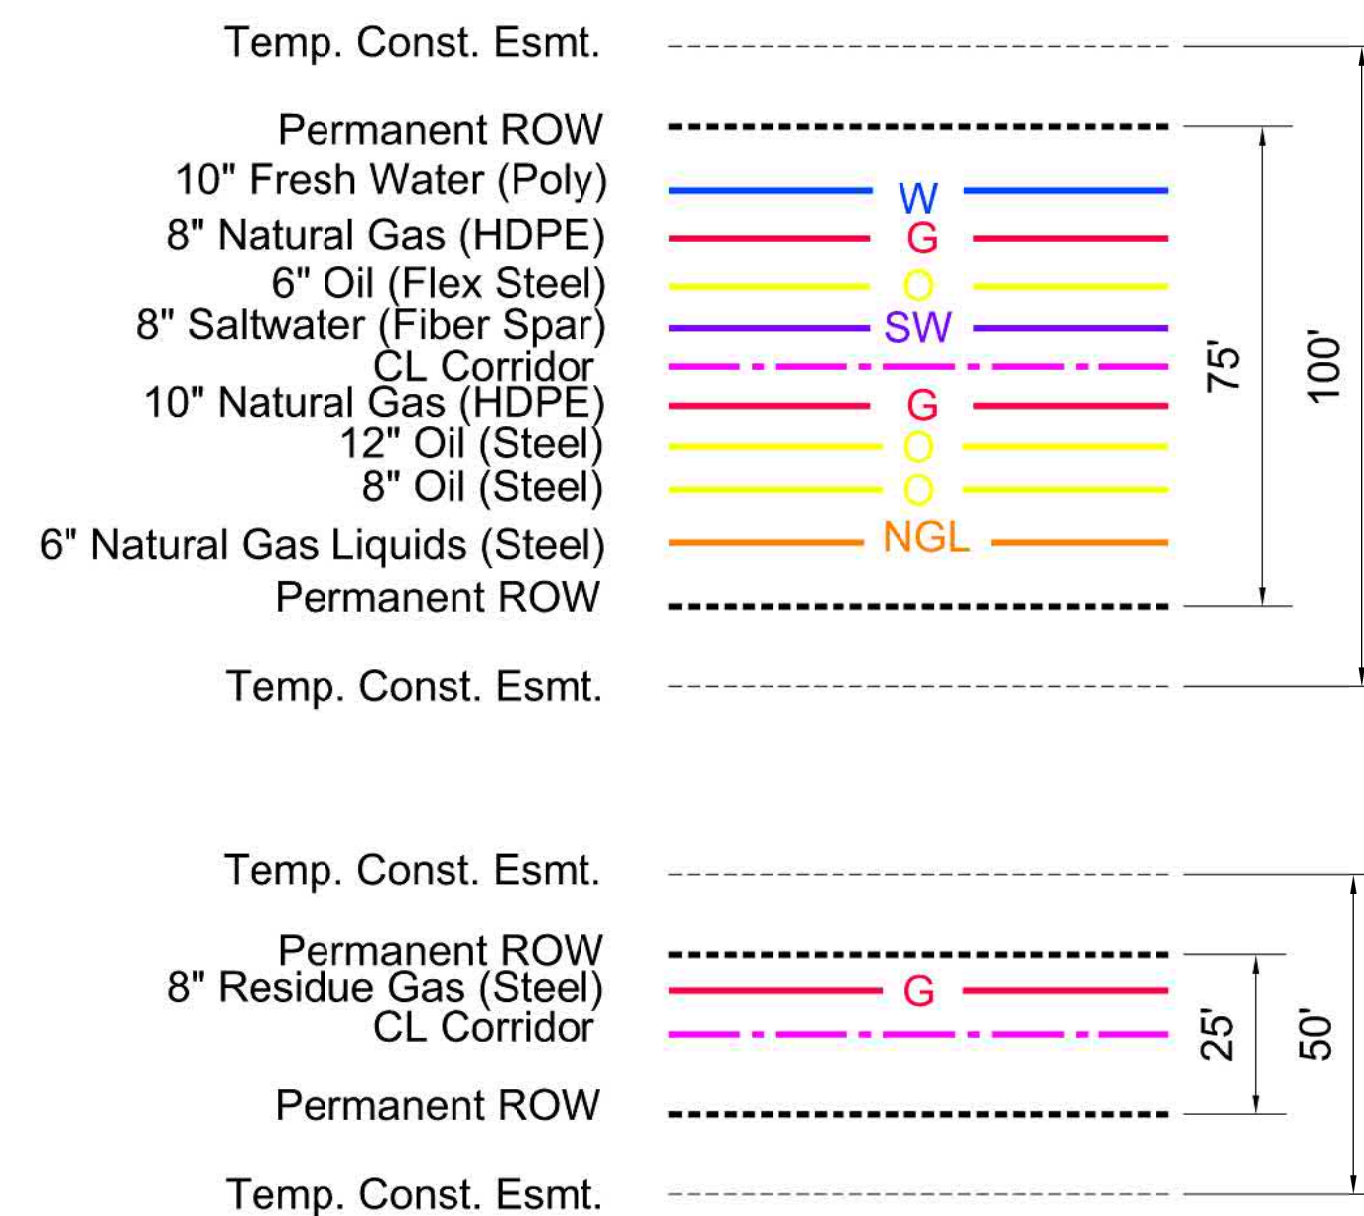 Temp. Const. Esmt.
Permanent ROW
10" Fresh Water (Poly) W
8" Natural Gas (HDPE) G
6" Oil (Flex Steel) O
8" Saltwater (Fiber Spar) SW
CL Corridor
75'
100'
10" Natural Gas (HDPE) G
12" Oil (Steel) O
8" Oil (Steel) O
6" Natural Gas Liquids (Steel) NGL
Permanent ROW
Temp. Const. Esmt.
Temp. Const. Esmt.
Permanent ROW
8" Residue Gas (Steel) G
CL Corridor
25'
50'
Permanent ROW
Temp. Const. Esmt.